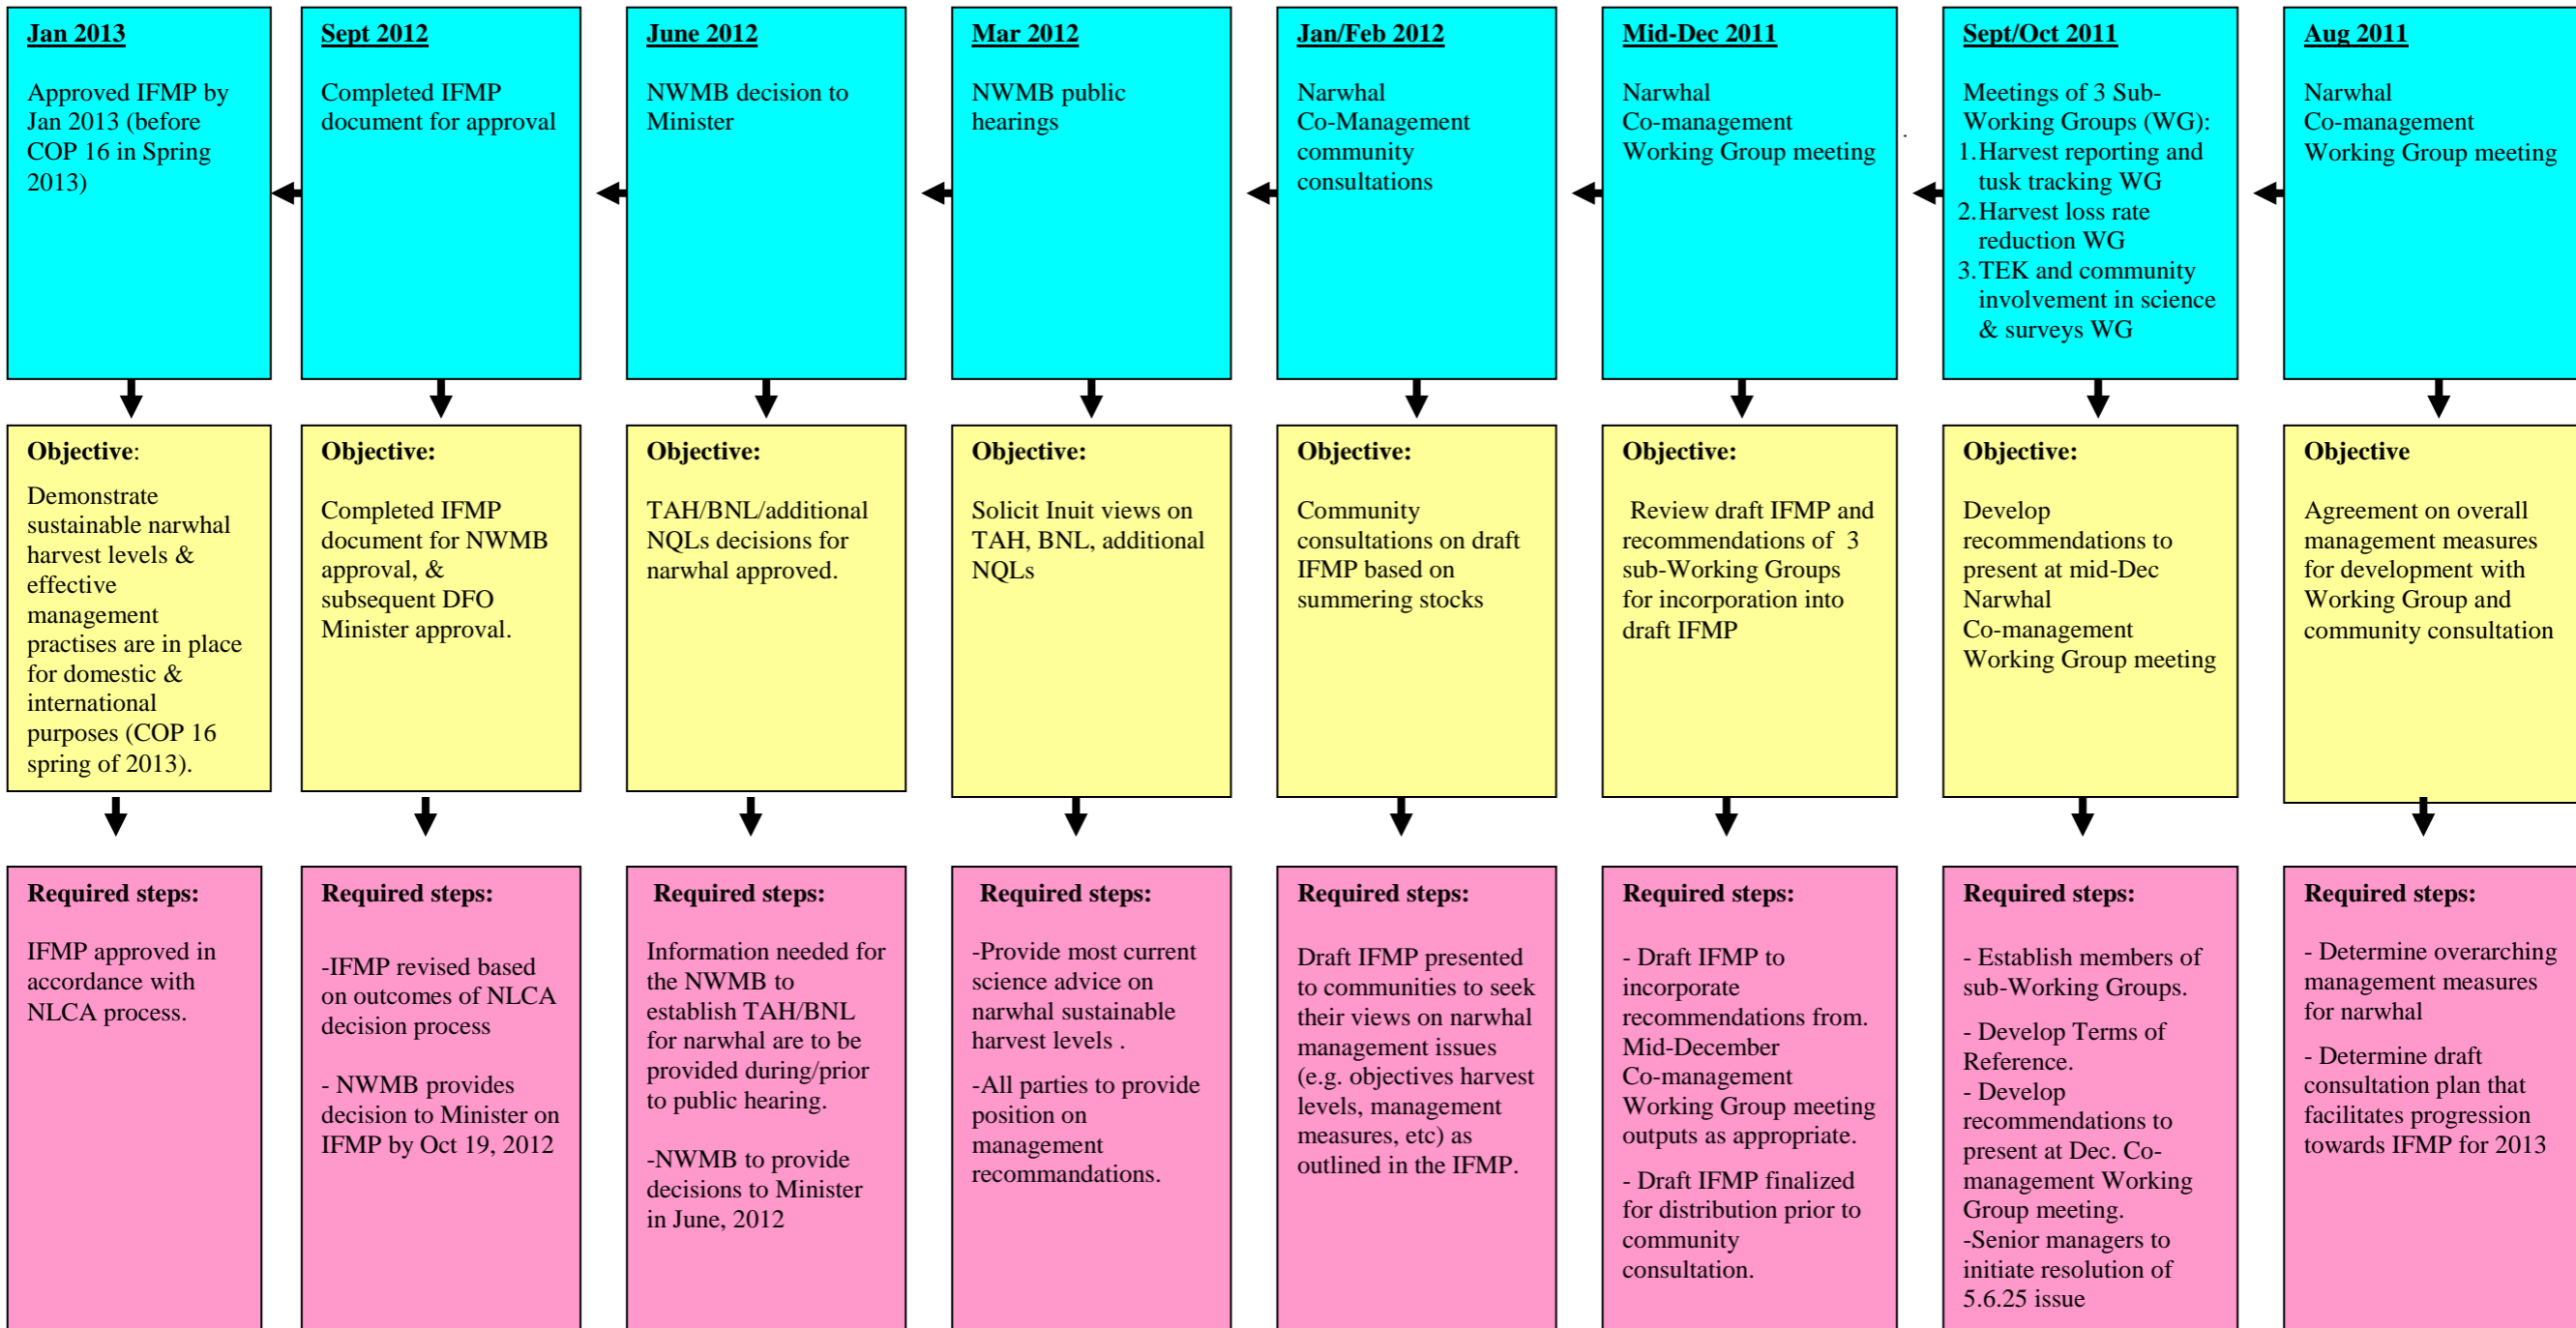 Jan 2013
Approved IFMP by
Jan 2013 (before
COP 16 in Spring
2013)
Sept 2012
Completed IFMP
document for approval
June 2012
NWMB decision to
Minister
Mar 2012
NWMB public
hearings
Jan/Feb 2012
Narwhal
Co-Management
community
consultations
Mid-Dec 2011
Narwhal
Co-management
Working Group meeting
Sept/Oct 2011
Meetings of 3 Sub-
Working Groups (WG):
1.Harvest reporting and
tusk tracking WG
2.Harvest loss rate
reduction WG
3.TEK and community
involvement in science
& surveys WG
Aug 2011
Narwhal
Co-management
Working Group meeting
Objective:
Demonstrate
sustainable narwhal
harvest levels &
effective
management
practises are in place
for domestic &
international
purposes (COP 16
spring of 2013).
Objective:
Completed IFMP
document for NWMB
approval, &
subsequent DFO
Minister approval.
Objective:
TAH/BNL/additional
NQLs decisions for
narwhal approved.
Objective:
Solicit Inuit views on
TAH, BNL, additional
NQLs
Objective:
Community
consultations on draft
IFMP based on
summering stocks
Objective:
Review draft IFMP and
recommendations of 3
sub-Working Groups
for incorporation into
draft IFMP
Objective:
Develop
recommendations to
present at mid-Dec
Narwhal
Co-management
Working Group meeting
Objective
Agreement on overall
management measures
for development with
Working Group and
community consultation
Required steps:
IFMP approved in
accordance with
NLCA process.
Required steps:
-IFMP revised based
on outcomes of NLCA
decision process
- NWMB provides
decision to Minister on
IFMP by Oct 19, 2012
Required steps:
Information needed for
the NWMB to
establish TAH/BNL
for narwhal are to be
provided during/prior
to public hearing.
-NWMB to provide
decisions to Minister
in June, 2012
Required steps:
-Provide most current
science advice on
narwhal sustainable
harvest levels .
-All parties to provide
position on
management
recommandations.
Required steps:
Draft IFMP presented
to communities to seek
their views on narwhal
management issues
(e.g. objectives harvest
levels, management
measures, etc) as
outlined in the IFMP.
Required steps:
- Draft IFMP to
incorporate
recommendations from.
Mid-December
Co-management
Working Group meeting
outputs as appropriate.
- Draft IFMP finalized
for distribution prior to
community
consultation.
Required steps:
- Establish members of
sub-Working Groups.
- Develop Terms of
Reference.
- Develop
recommendations to
present at Dec. Co-
management Working
Group meeting.
-Senior managers to
initiate resolution of
5.6.25 issue
Required steps:
- Determine overarching
management measures
for narwhal
- Determine draft
consultation plan that
facilitates progression
towards IFMP for 2013